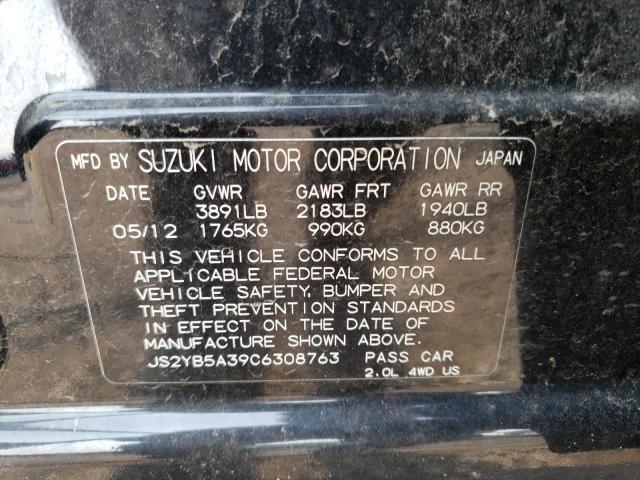 MFD BY SUZUKI MOTOR CORPORATION JAPAN
DATE GVWR GAWR FRT GAWR RR
3891LB 2183LB 1940LB
05/12 1765KG 990KG 880KG
THIS VEHICLE CONFORMS TO ALL
APPLICABLE FEDERAL MOTOR
VEHICLE SAFETY, BUMPER AND
THEFT PREVENTION STANDARDS
IN EFFECT ON THE DATE OF
MANUFACTURE SHOWN ABOVE.
JS2YB5A39C6308763 PASS CAR
2.0L 4WD US